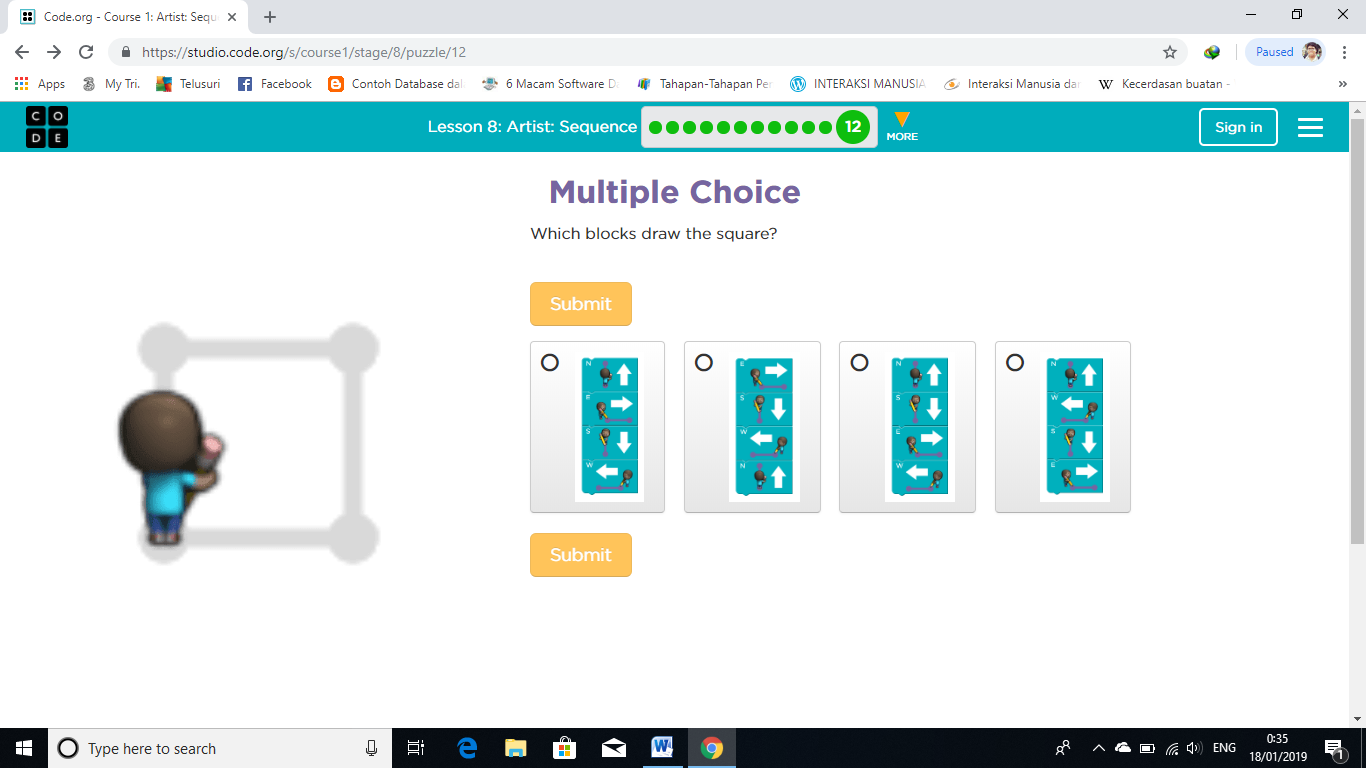 Code.org - Course 1: Artist: Sequ
https://studio.code.org/s/course1/stage/8/puzzle/12
Paused
Apps
My Tri.
Telusuri
Facebook
Contoh Database dal
6 Macam Software D
Tahapan-Tahapan Per
INTERAKSI MANUSIA
Interaksi Manusia dan
Kecerdasan buatan -
C O
D E
Lesson 8: Artist: Sequence
12
MORE
Sign in
Multiple Choice
Which blocks draw the square?
Submit
N
E
S
W
E
S
W
N
N
S
E
W
N
W
S
E
Submit
Type here to search
ENG
0:35
18/01/2019
1